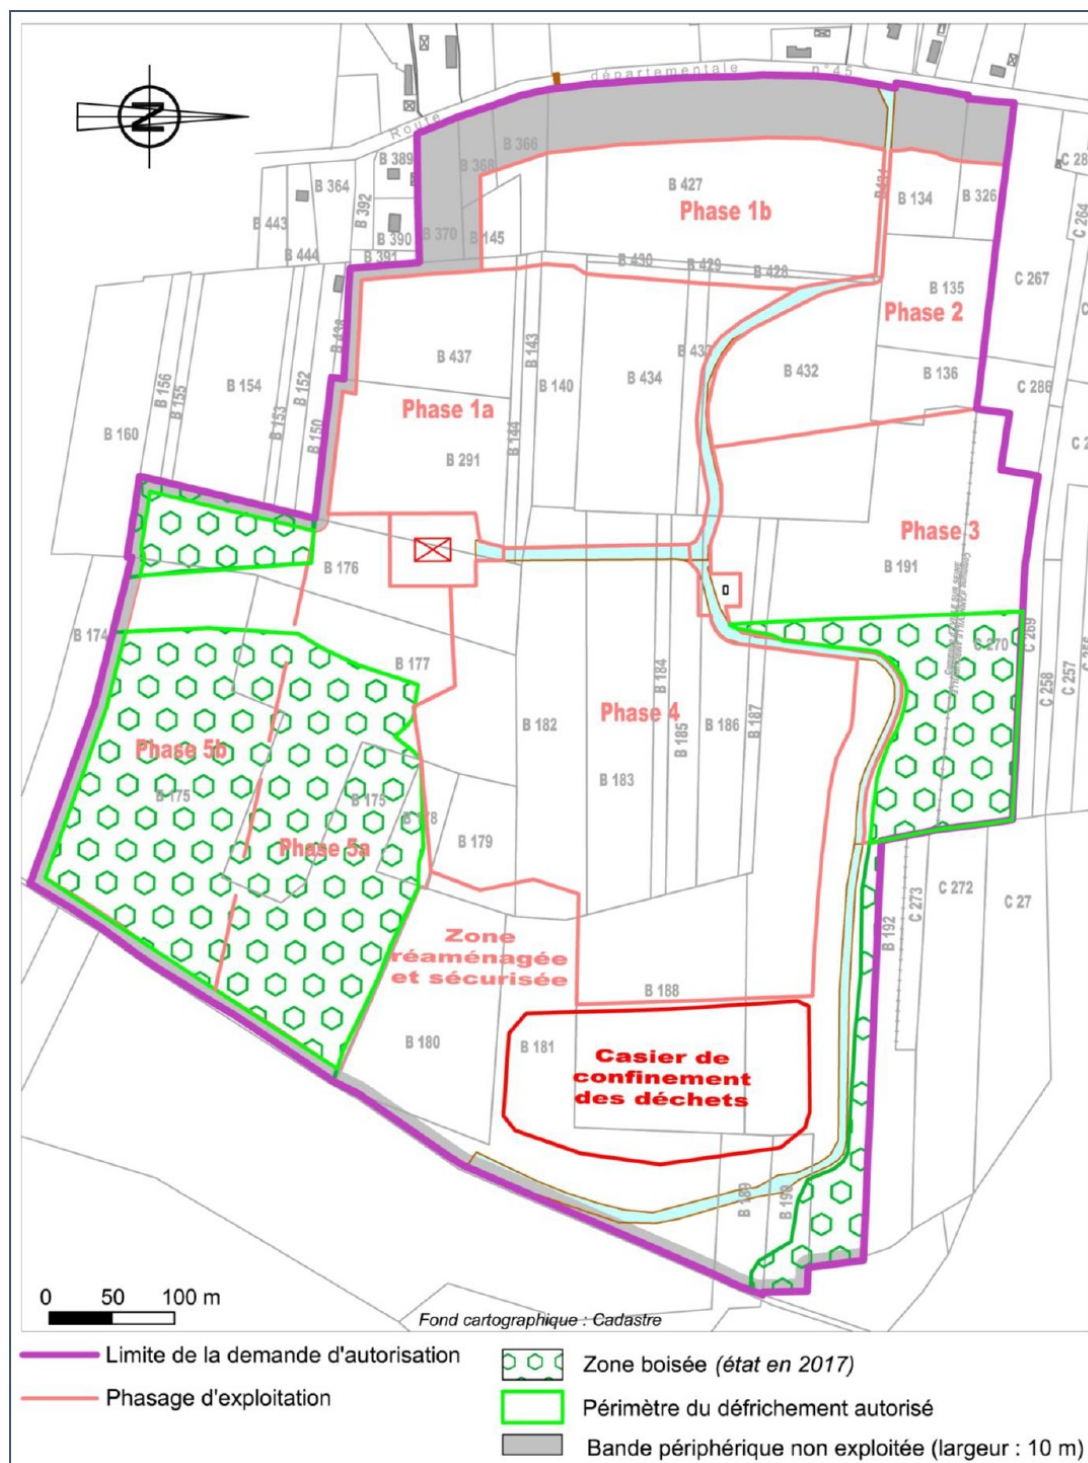 N
Route
départementale
n°45
B 366
B 368
B 389
B 364
B 392
B 443
B 444
B 390
B 391
B 370
B 145
B 427
Phase 1b
B 134
B 326
C 264
C 267
B 430
B 429
B 428
B 135
Phase 2
B 438
B 437
B 143
B 140
B 434
B 432
B 136
C 286
B 156
B 155
B 154
B 153
B 152
B 150
B 160
Phase 1a
B 144
B 291
Phase 3
B 191
B 176
B 174
B 177
C 270
C 269
C 258
C 257
B 182
Phase 4
B 184
B 185
B 186
B 187
B 183
Phase 5b
B 175
B 175
Phase 5a
B 179
B 192
C 273
C 272
C 27
Zone
réaménagée
et sécurisée
B 188
B 180
B 181
Casier de
confinement
des déchets
B 189
B 190
0 50 100 m
Fond cartographique : Cadastre
Limite de la demande d'autorisation
Phasage d'exploitation
Zone boisée (état en 2017)
Périmètre du défrichement autorisé
Bande périphérique non exploitée (largeur : 10 m)